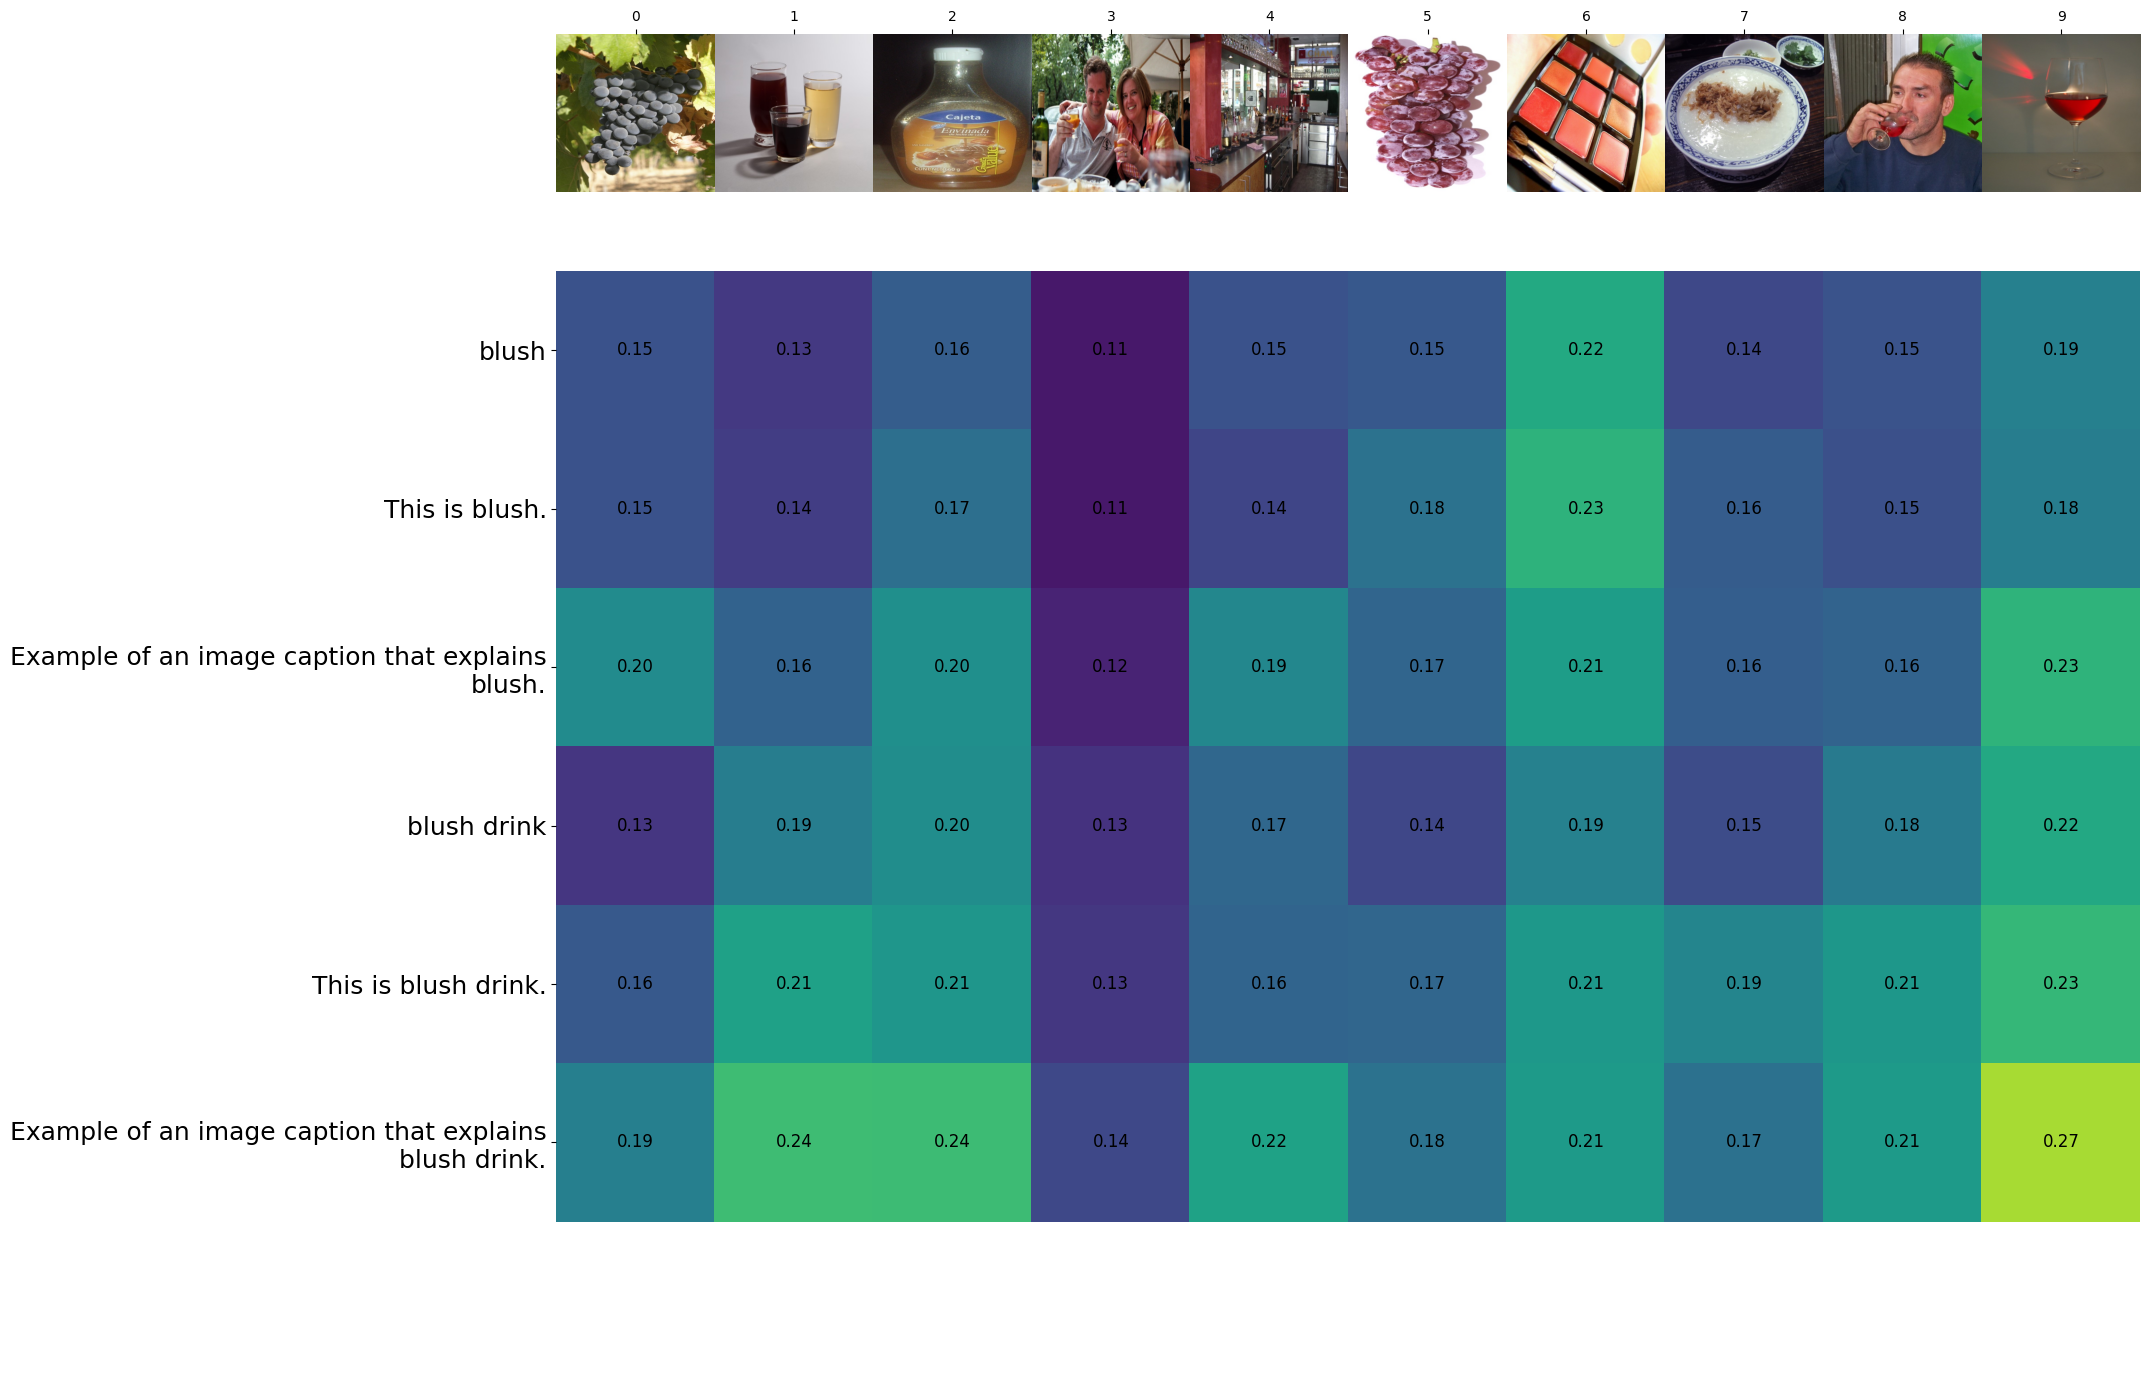 0 1 2 3 4 5 6 7 8 9
Cajeta
Envinada
blush 0.15 0.13 0.16 0.11 0.15 0.15 0.22 0.14 0.15 0.19
This is blush. 0.15 0.14 0.17 0.11 0.14 0.18 0.23 0.16 0.15 0.18
Example of an image caption that explains
blush. 0.20 0.16 0.20 0.12 0.19 0.17 0.21 0.16 0.16 0.23
blush drink 0.13 0.19 0.20 0.13 0.17 0.14 0.19 0.15 0.18 0.22
This is blush drink. 0.16 0.21 0.21 0.13 0.16 0.17 0.21 0.19 0.21 0.23
Example of an image caption that explains
blush drink. 0.19 0.24 0.24 0.14 0.22 0.18 0.21 0.17 0.21 0.27